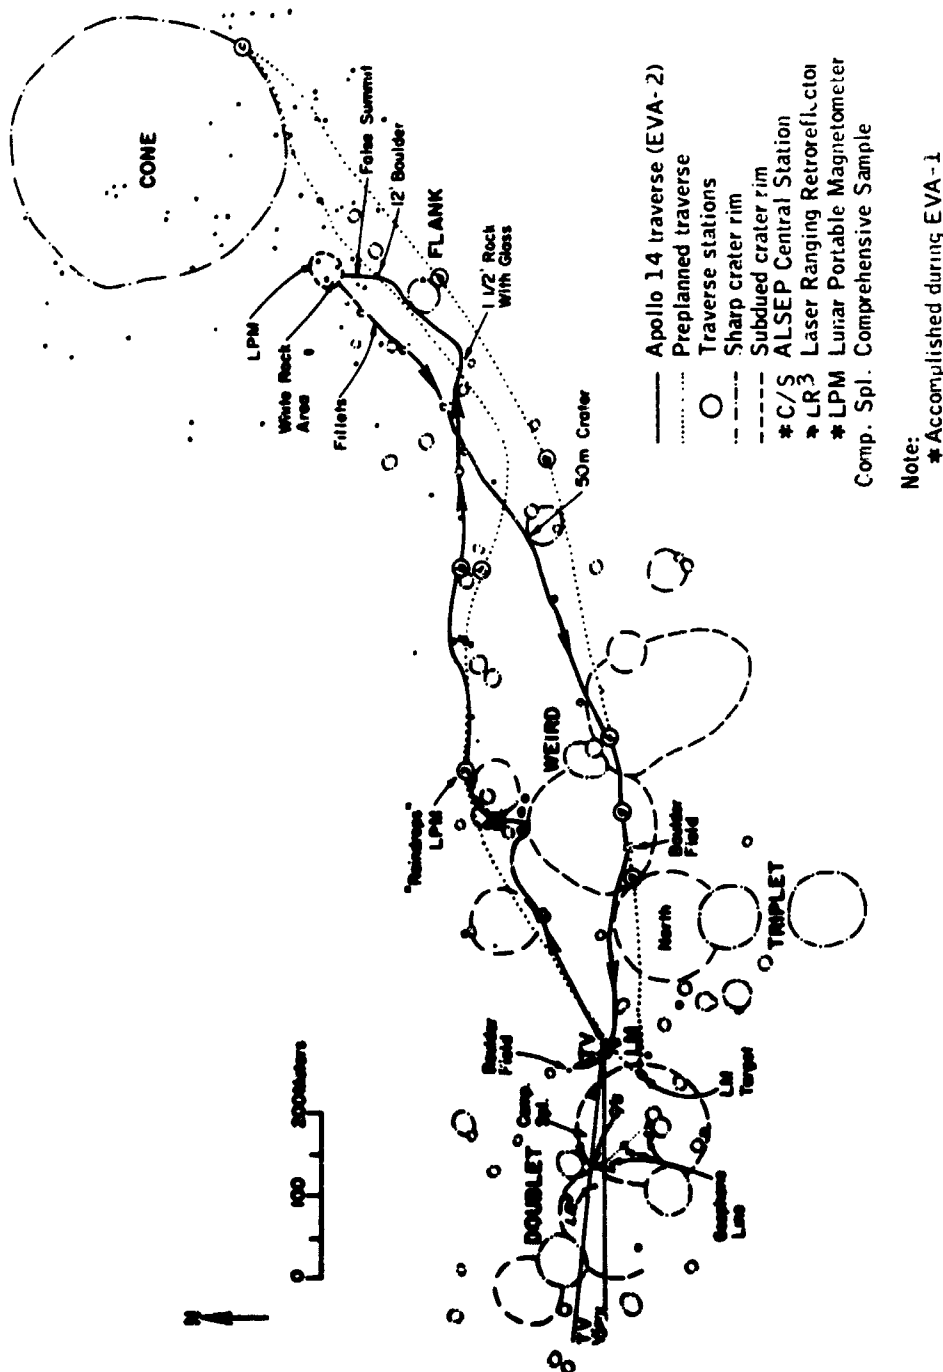 CONE
False Summit
12' Boulder
FLANK
1 1/2' Rock
With Glass
LPM
White Rock
Area
Fillets
50m Crater
"Raindrops"
LPM
WEIRD
Boulder
Field
North
TRIPLET
Boulder
Field
TV
LM
LM
Target
Comp.
Spl.
DOUBLET
Geophone
Line
TV
N
0 100 200 Meters
Apollo 14 traverse (EVA-2)
Preplanned traverse
Traverse stations
Sharp crater rim
Subdued crater rim
* C/S ALSEP Central Station
* LR3 Laser Ranging Retroreflector
* LPM Lunar Portable Magnetometer
Comp. Spl. Comprehensive Sample
Note:
* Accomplished during EVA-1